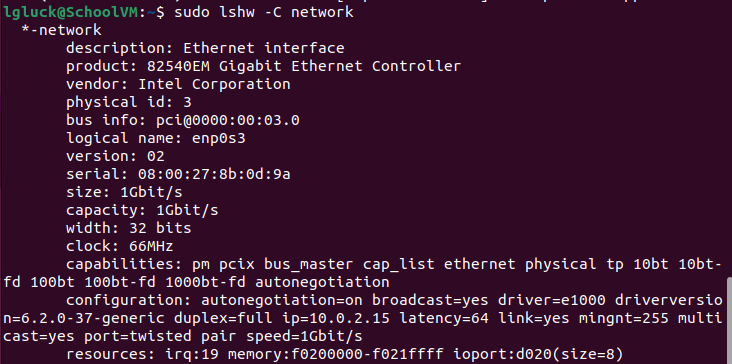 lgluck@SchoolVM:~$ sudo lshw -C network
*-network
description: Ethernet interface
product: 82540EM Gigabit Ethernet Controller
vendor: Intel Corporation
physical id: 3
bus info: pci@0000:00:03.0
logical name: enp0s3
version: 02
serial: 08:00:27:8b:0d:9a
size: 1Gbit/s
capacity: 1Gbit/s
width: 32 bits
clock: 66MHz
capabilities: pm pcix bus_master cap_list ethernet physical tp 10bt 10bt-
fd 100bt 100bt-fd 1000bt-fd autonegotiation
configuration: autonegotiation=on broadcast=yes driver=e1000 driverversio
n=6.2.0-37-generic duplex=full ip=10.0.2.15 latency=64 link=yes mingnt=255 multi
cast=yes port=twisted pair speed=1Gbit/s
resources: irq:19 memory:f0200000-f021ffff ioport:d020(size=8)